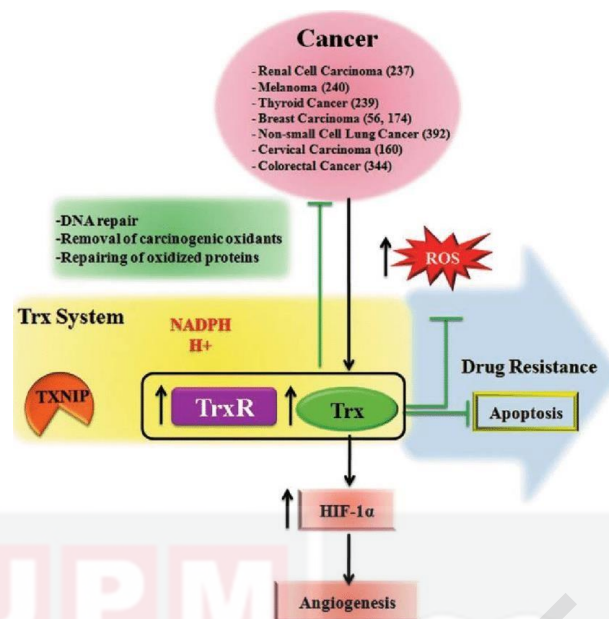 Cancer
- Renal Cell Carcinoma (237)
- Melanoma (240)
- Thyroid Cancer (239)
- Breast Carcinoma (56, 174)
- Non-small Cell Lung Cancer (392)
- Cervical Carcinoma (160)
- Colorectal Cancer (344)
-DNA repair
-Removal of carcinogenic oxidants
-Repairing of oxidized proteins
ROS
Trx System
NADPH
H+
Drug Resistance
TXNIP
TrxR
Trx
Apoptosis
HIF-1α
UPM
Angiogenesis